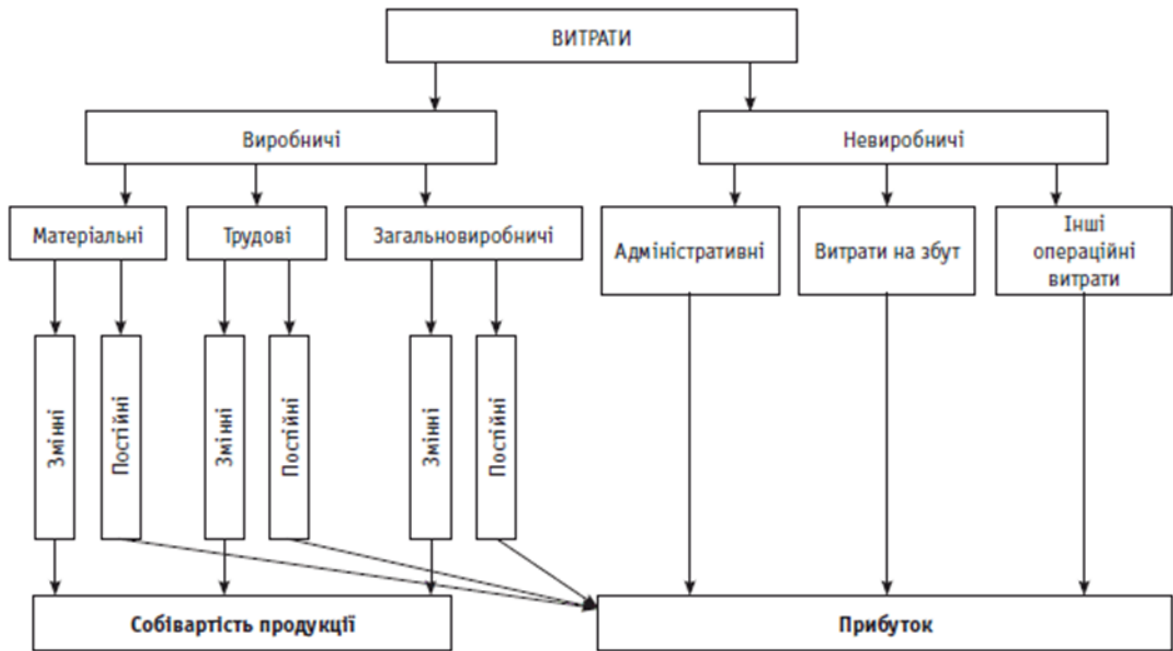 ВИТРАТИ
Виробничі
Невиробничі
Матеріальні
Трудові
Загальновиробничі
Адміністративні
Витрати на збут
Інші
операційні
витрати
Змінні
Постійні
Змінні
Постійні
Змінні
Постійні
Собівартість продукції
Прибуток